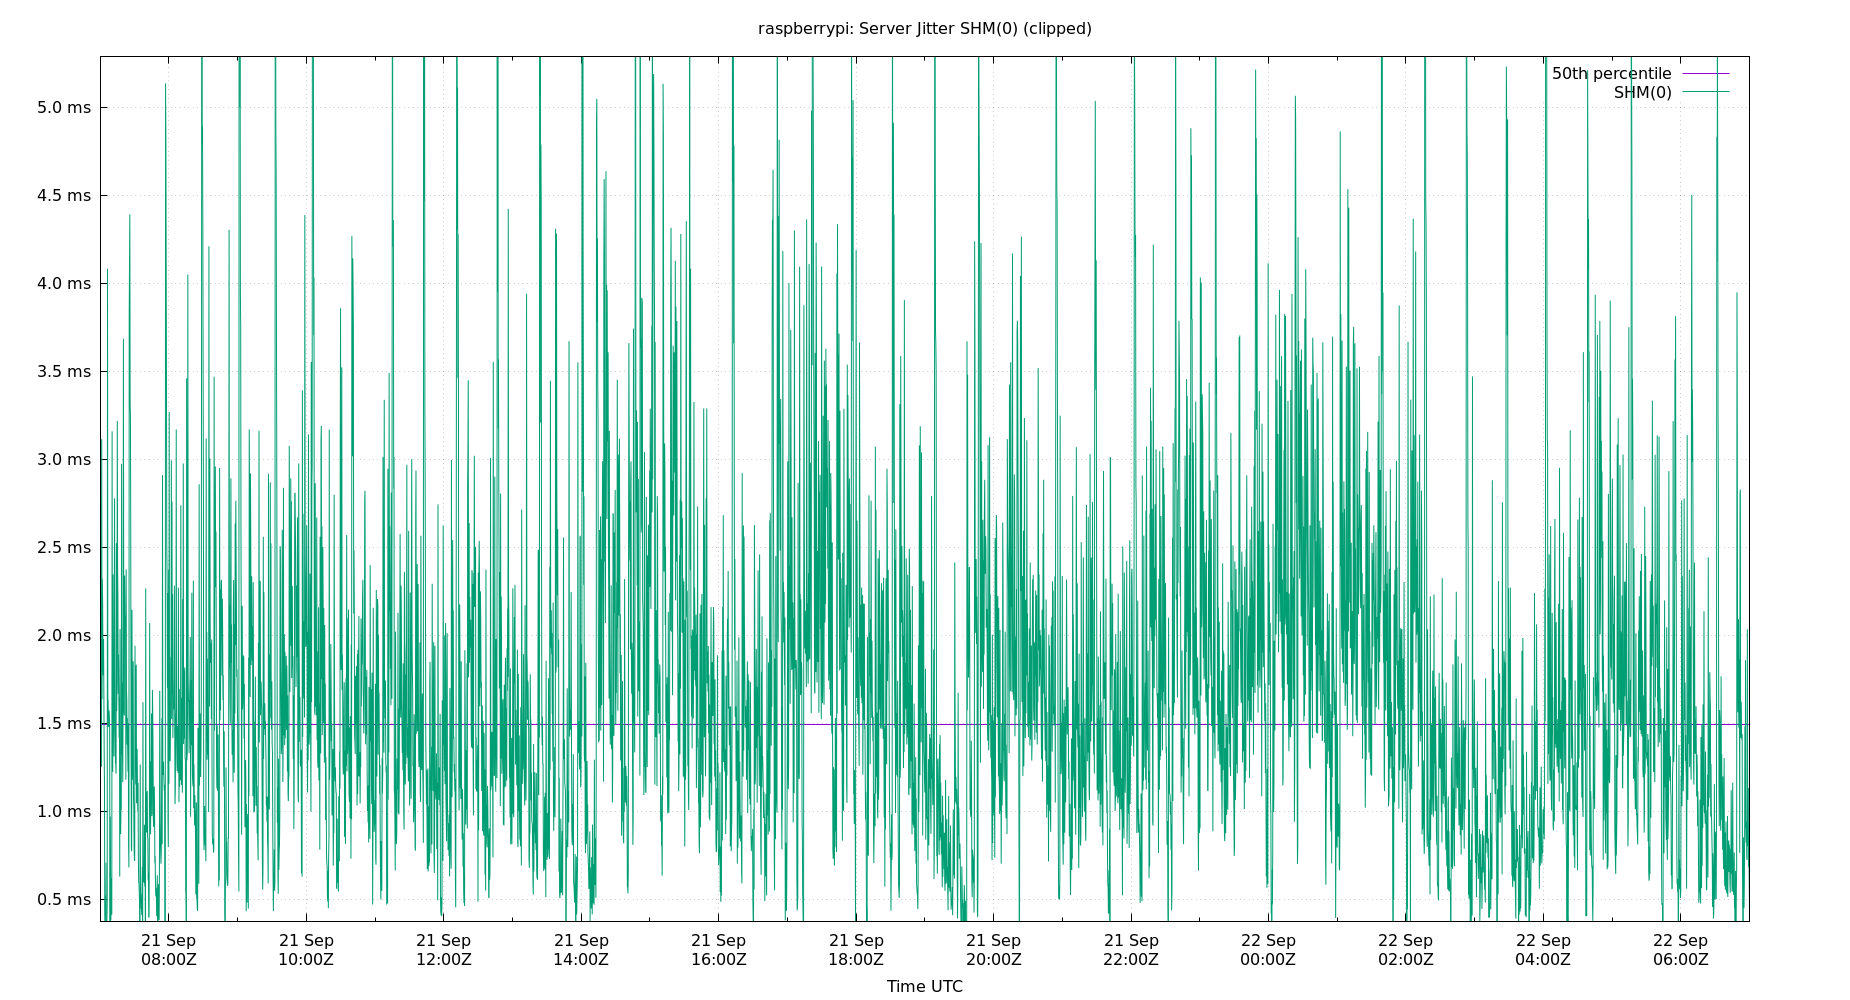 raspberrypi: Server Jitter SHM(0) (clipped)
50th percentile
SHM(0)
5.0 ms
4.5 ms
4.0 ms
3.5 ms
3.0 ms
2.5 ms
2.0 ms
1.5 ms
1.0 ms
0.5 ms
21 Sep 21 Sep 21 Sep 21 Sep 21 Sep 21 Sep 21 Sep 21 Sep 22 Sep 22 Sep 22 Sep 22 Sep
08:00Z 10:00Z 12:00Z 14:00Z 16:00Z 18:00Z 20:00Z 22:00Z 00:00Z 02:00Z 04:00Z 06:00Z
Time UTC